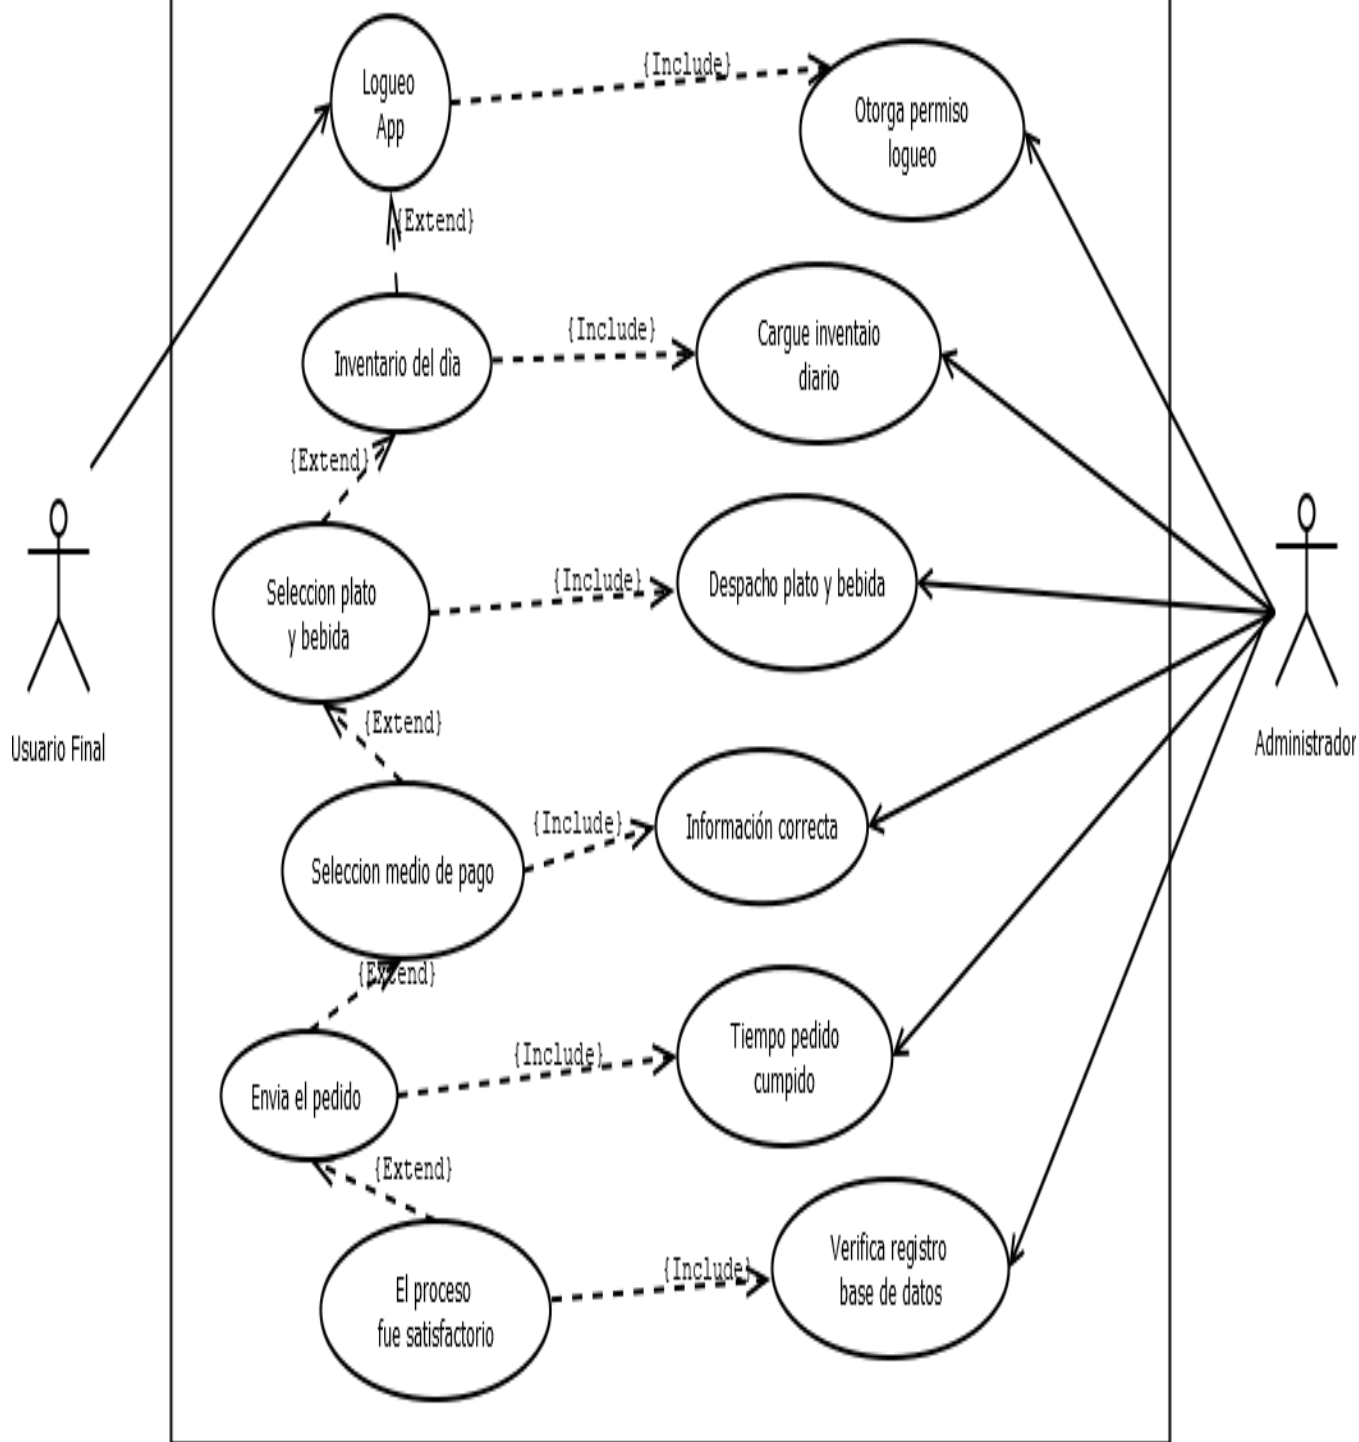 Logueo
App
{Include}
Otorga permiso
logueo
{Extend}
Inventario del dìa
{Include}
Cargue inventaio
diario
{Extend}
Seleccion plato
y bebida
{Include}
Despacho plato y bebida
Usuario Final
Administrador
{Extend}
Seleccion medio de pago
{Include}
Información correcta
{Extend}
Envia el pedido
{Include}
Tiempo pedido
cumpido
{Extend}
El proceso
fue satisfactorio
{Include}
Verifica registro
base de datos